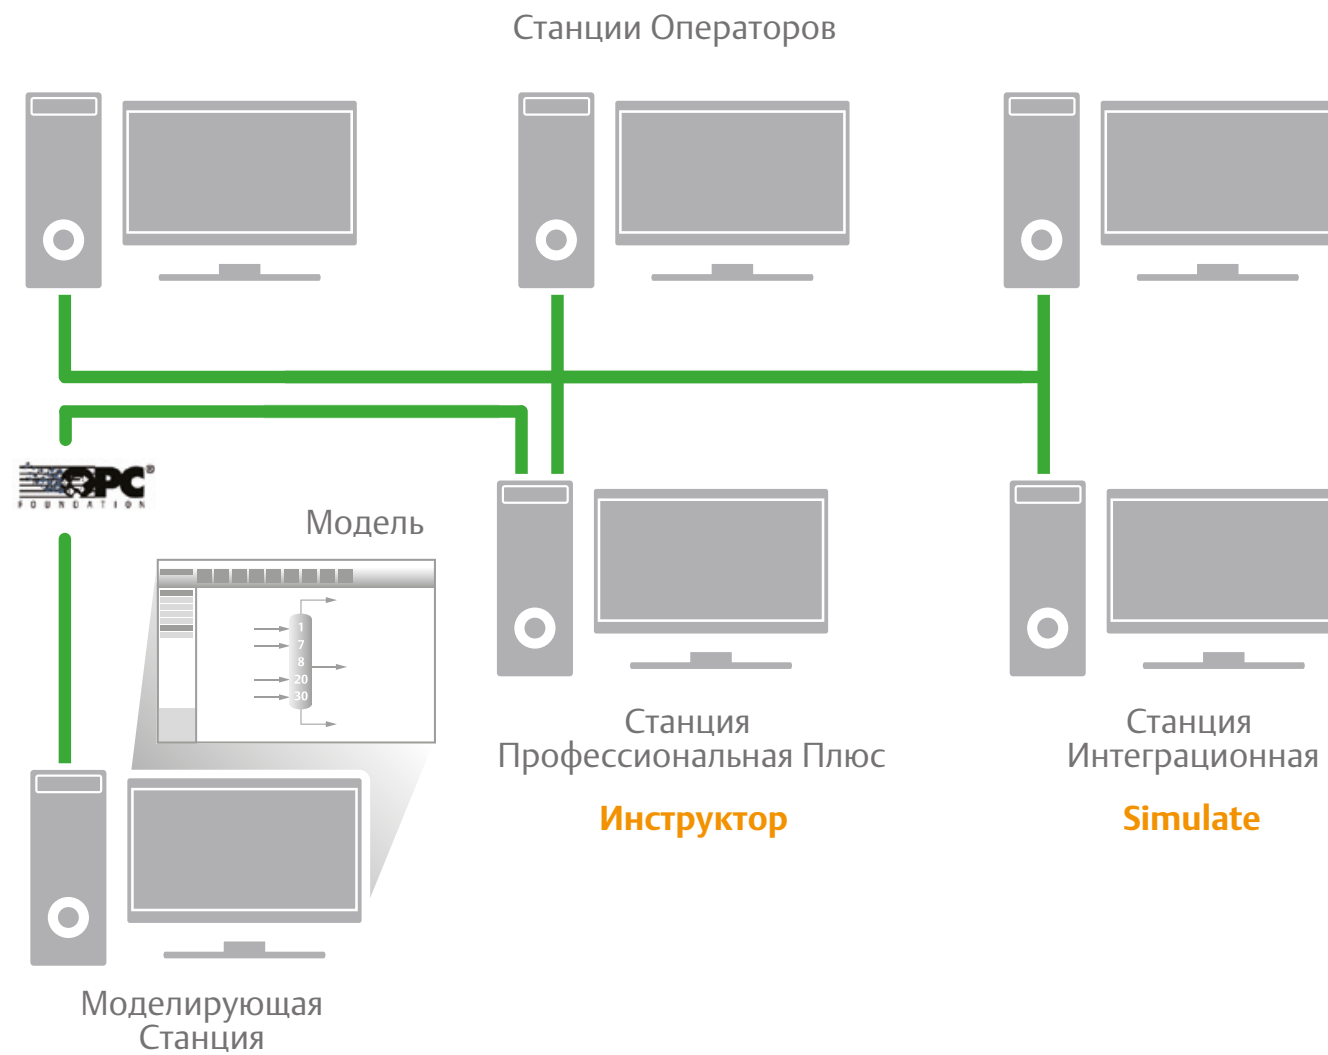 Станции Операторов
OPC®
FOUNDATION
Модель
1
7
8
20
30
Станция
Профессиональная Плюс
Инструктор
Станция
Интеграционная
Simulate
Моделирующая
Станция